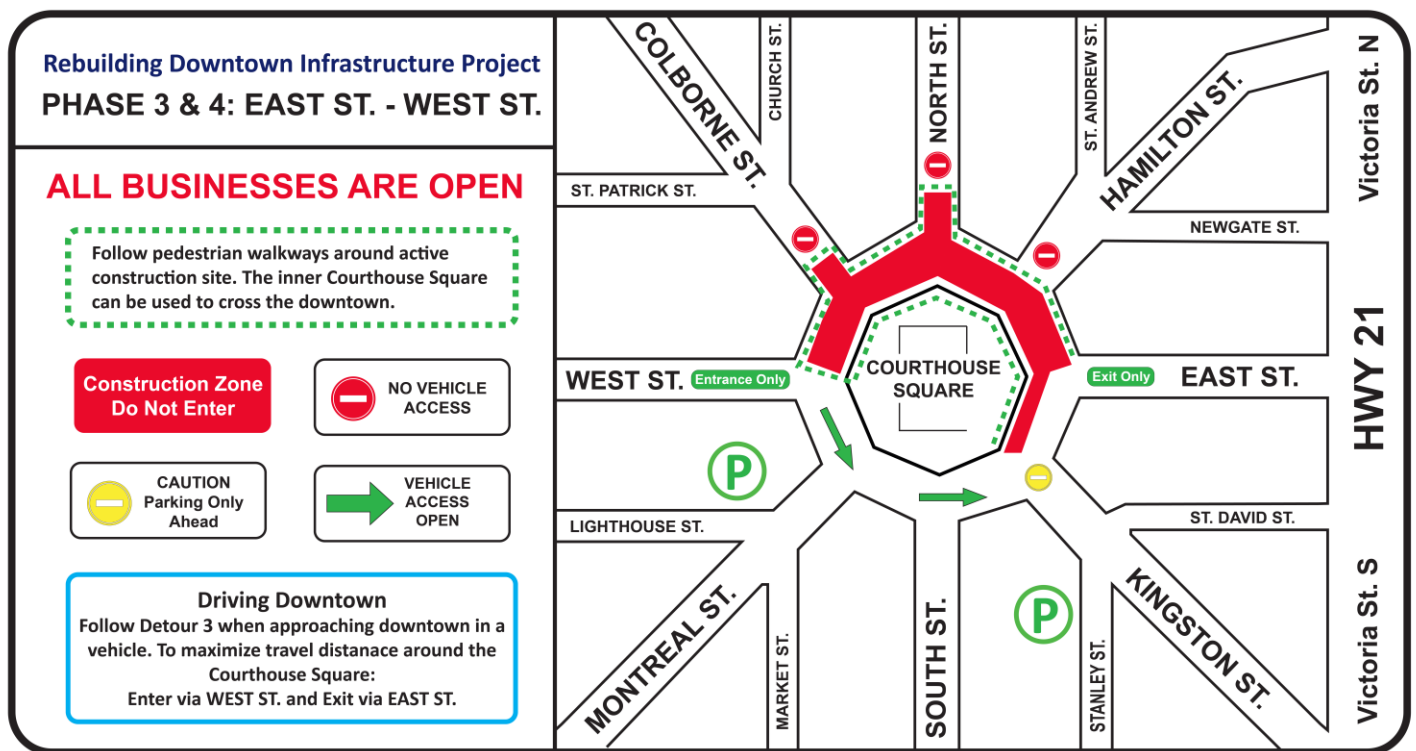 Rebuilding Downtown Infrastructure Project
PHASE 3 & 4: EAST ST. - WEST ST.
ALL BUSINESSES ARE OPEN
Follow pedestrian walkways around active
construction site. The inner Courthouse Square
can be used to cross the downtown.
Construction Zone
Do Not Enter
NO VEHICLE
ACCESS
CAUTION
Parking Only
Ahead
VEHICLE
ACCESS
OPEN
Driving Downtown
Follow Detour 3 when approaching downtown in a
vehicle. To maximize travel distanace around the
Courthouse Square:
Enter via WEST ST. and Exit via EAST ST.
COLBORNE ST.
CHURCH ST.
NORTH ST.
ST. ANDREW ST.
HAMILTON ST.
Victoria St. N
ST. PATRICK ST.
NEWGATE ST.
WEST ST.
Entrance Only
COURTHOUSE
SQUARE
Exit Only
EAST ST.
HWY 21
P
LIGHTHOUSE ST.
ST. DAVID ST.
MONTREAL ST.
MARKET ST.
SOUTH ST.
P
STANLEY ST.
KINGSTON ST.
Victoria St. S